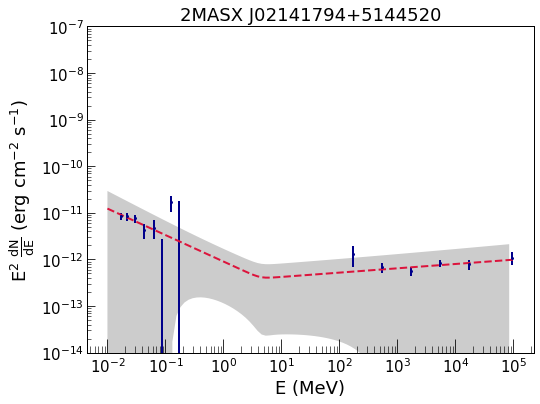 2MASX J02141794+5144520
E² dN/dE (erg cm⁻² s⁻¹)
10⁻⁷
10⁻⁸
10⁻⁹
10⁻¹⁰
10⁻¹¹
10⁻¹²
10⁻¹³
10⁻¹⁴
10⁻² 10⁻¹ 10⁰ 10¹ 10² 10³ 10⁴ 10⁵
E (MeV)